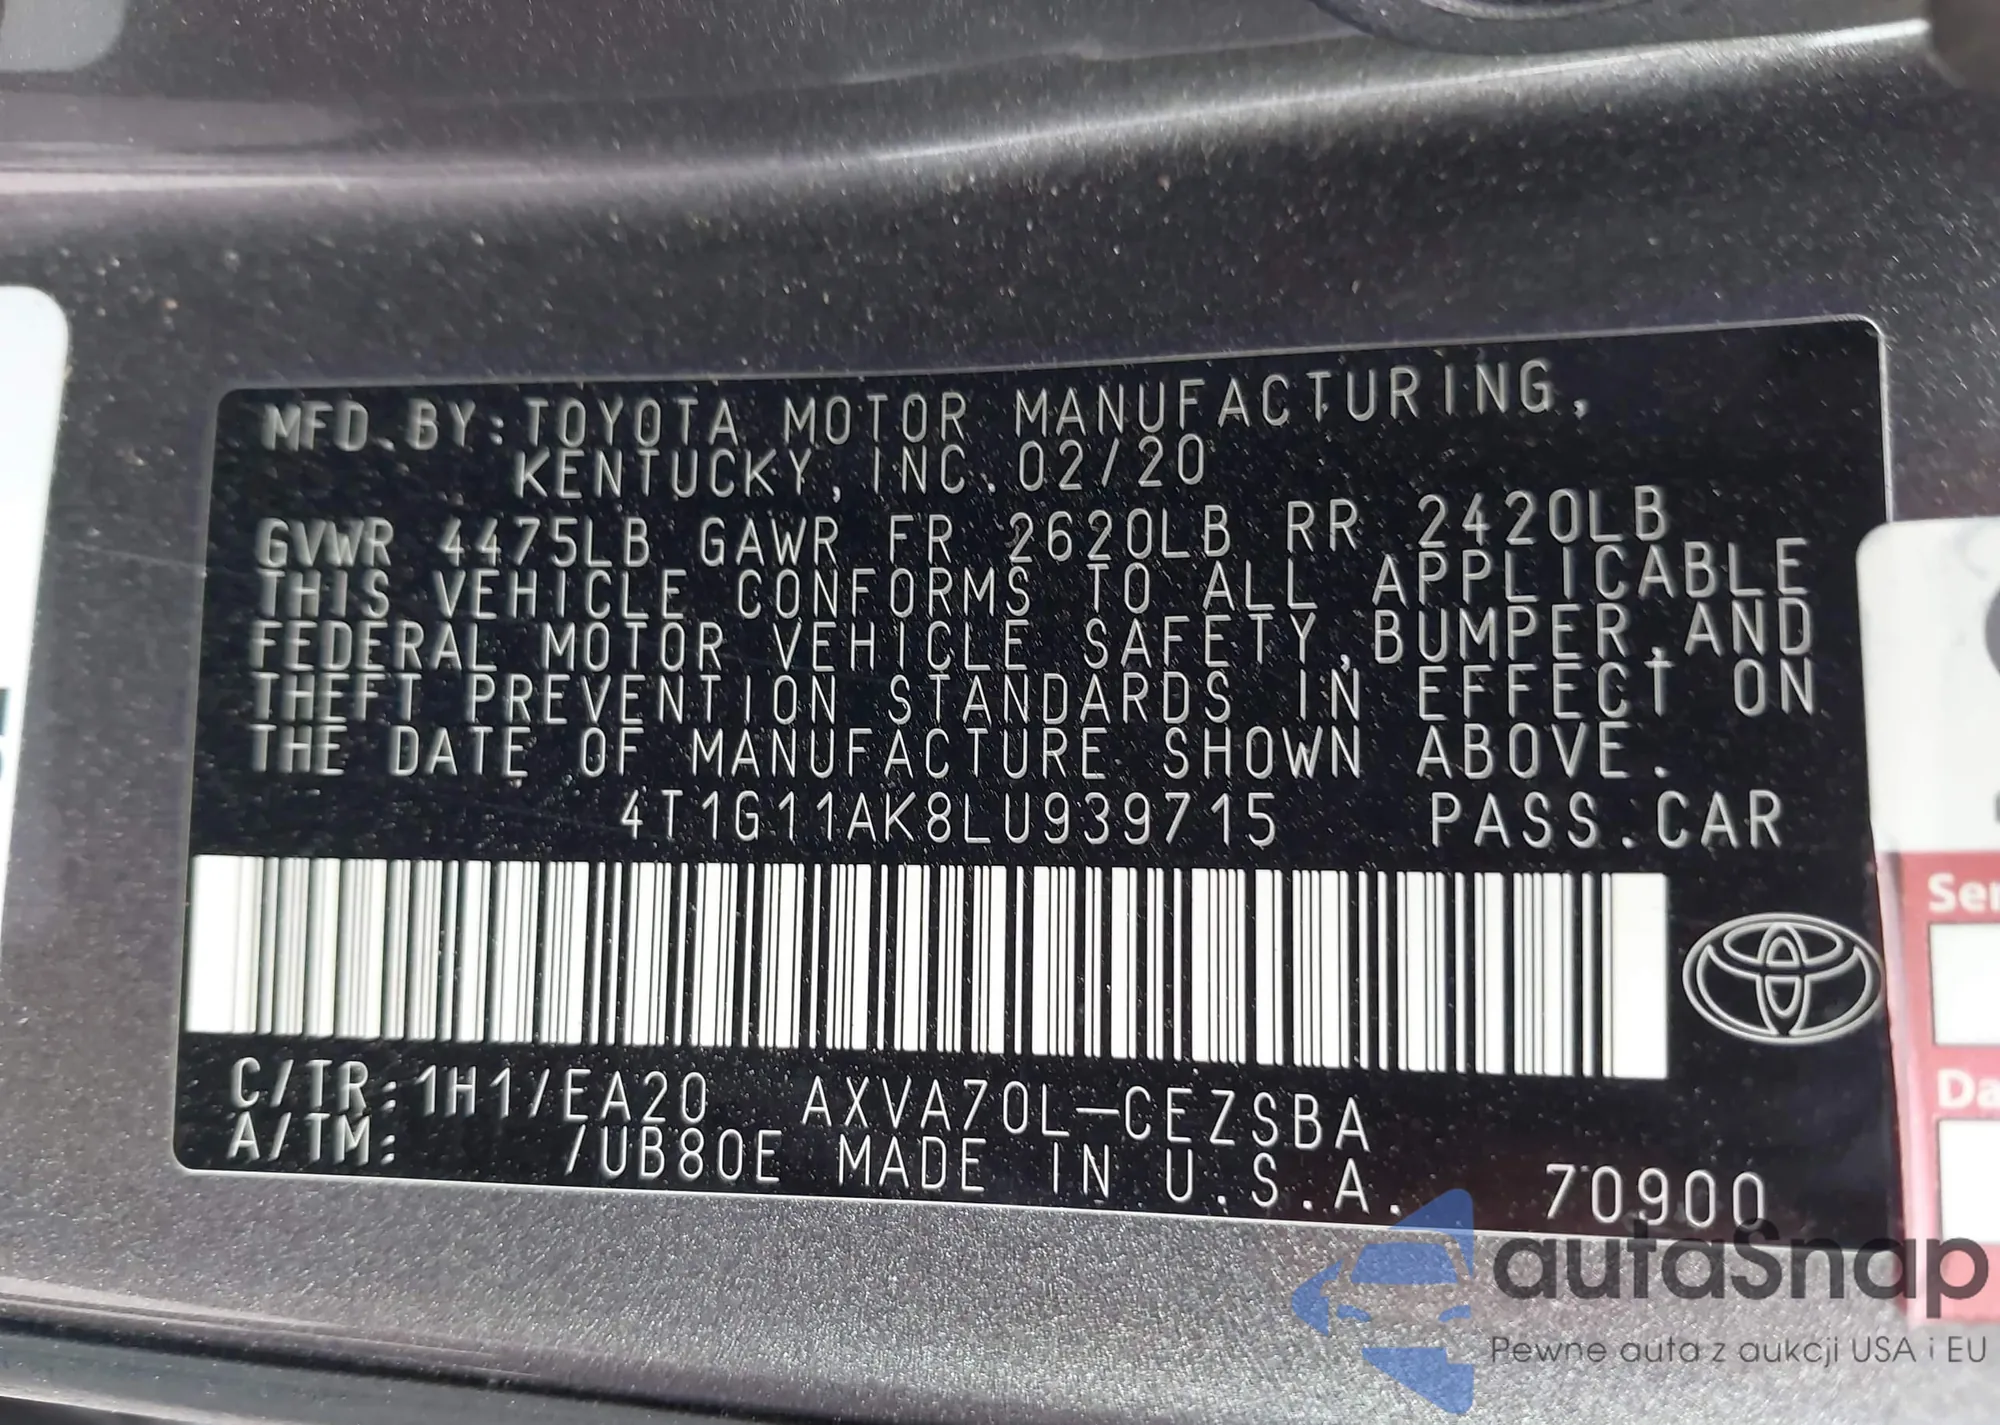 MFD. BY: TOYOTA MOTOR MANUFACTURING,
KENTUCKY, INC. 02/20
GVWR 4475LB GAWR FR 2620LB RR 2420LB
THIS VEHICLE CONFORMS TO ALL APPLICABLE
FEDERAL MOTOR VEHICLE SAFETY, BUMPER, AND
THEFT PREVENTION STANDARDS IN EFFECT ON
THE DATE OF MANUFACTURE SHOWN ABOVE.
4T1G11AK8LU939715 PASS. CAR
C/TR: 1H1/EA20 AXVA70L-CEZSBA
A/TM: /UB80E MADE IN U.S.A. 70900
Ser
Da
autaSnap
Pewne auta z aukcji USA i EU